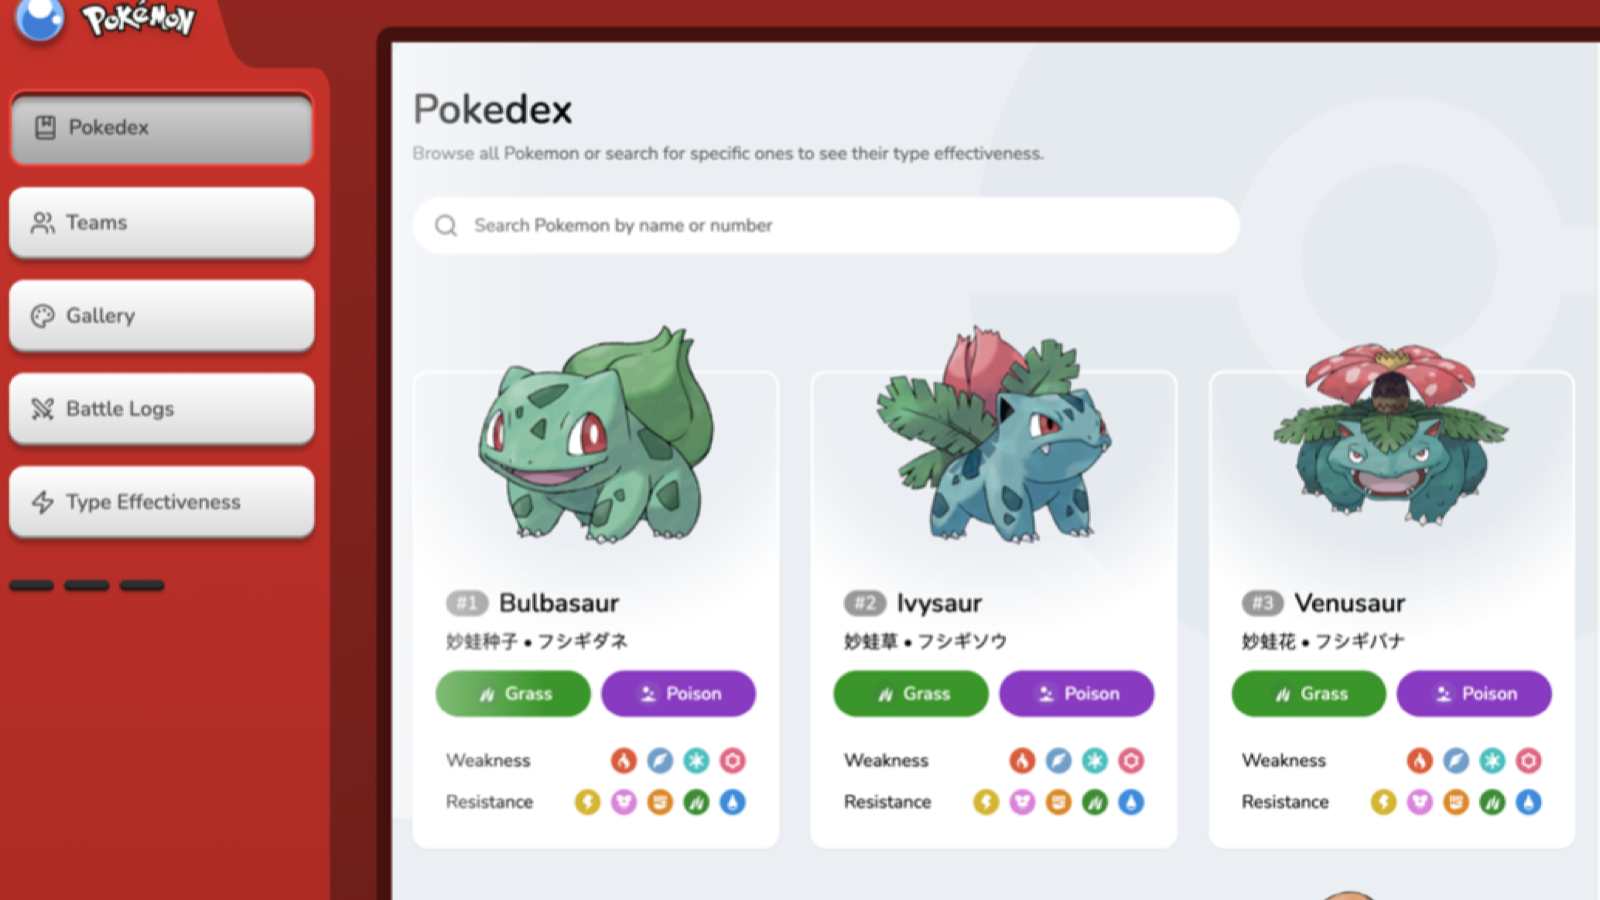 POKéMON
Pokedex
Teams
Gallery
Battle Logs
Type Effectiveness
Pokedex
Browse all Pokemon or search for specific ones to see their type effectiveness.
Search Pokemon by name or number
#1 Bulbasaur
妙蛙种子 • フシギダネ
Grass Poison
Weakness
Resistance
#2 Ivysaur
妙蛙草 • フシギソウ
Grass Poison
Weakness
Resistance
#3 Venusaur
妙蛙花 • フシギバナ
Grass Poison
Weakness
Resistance